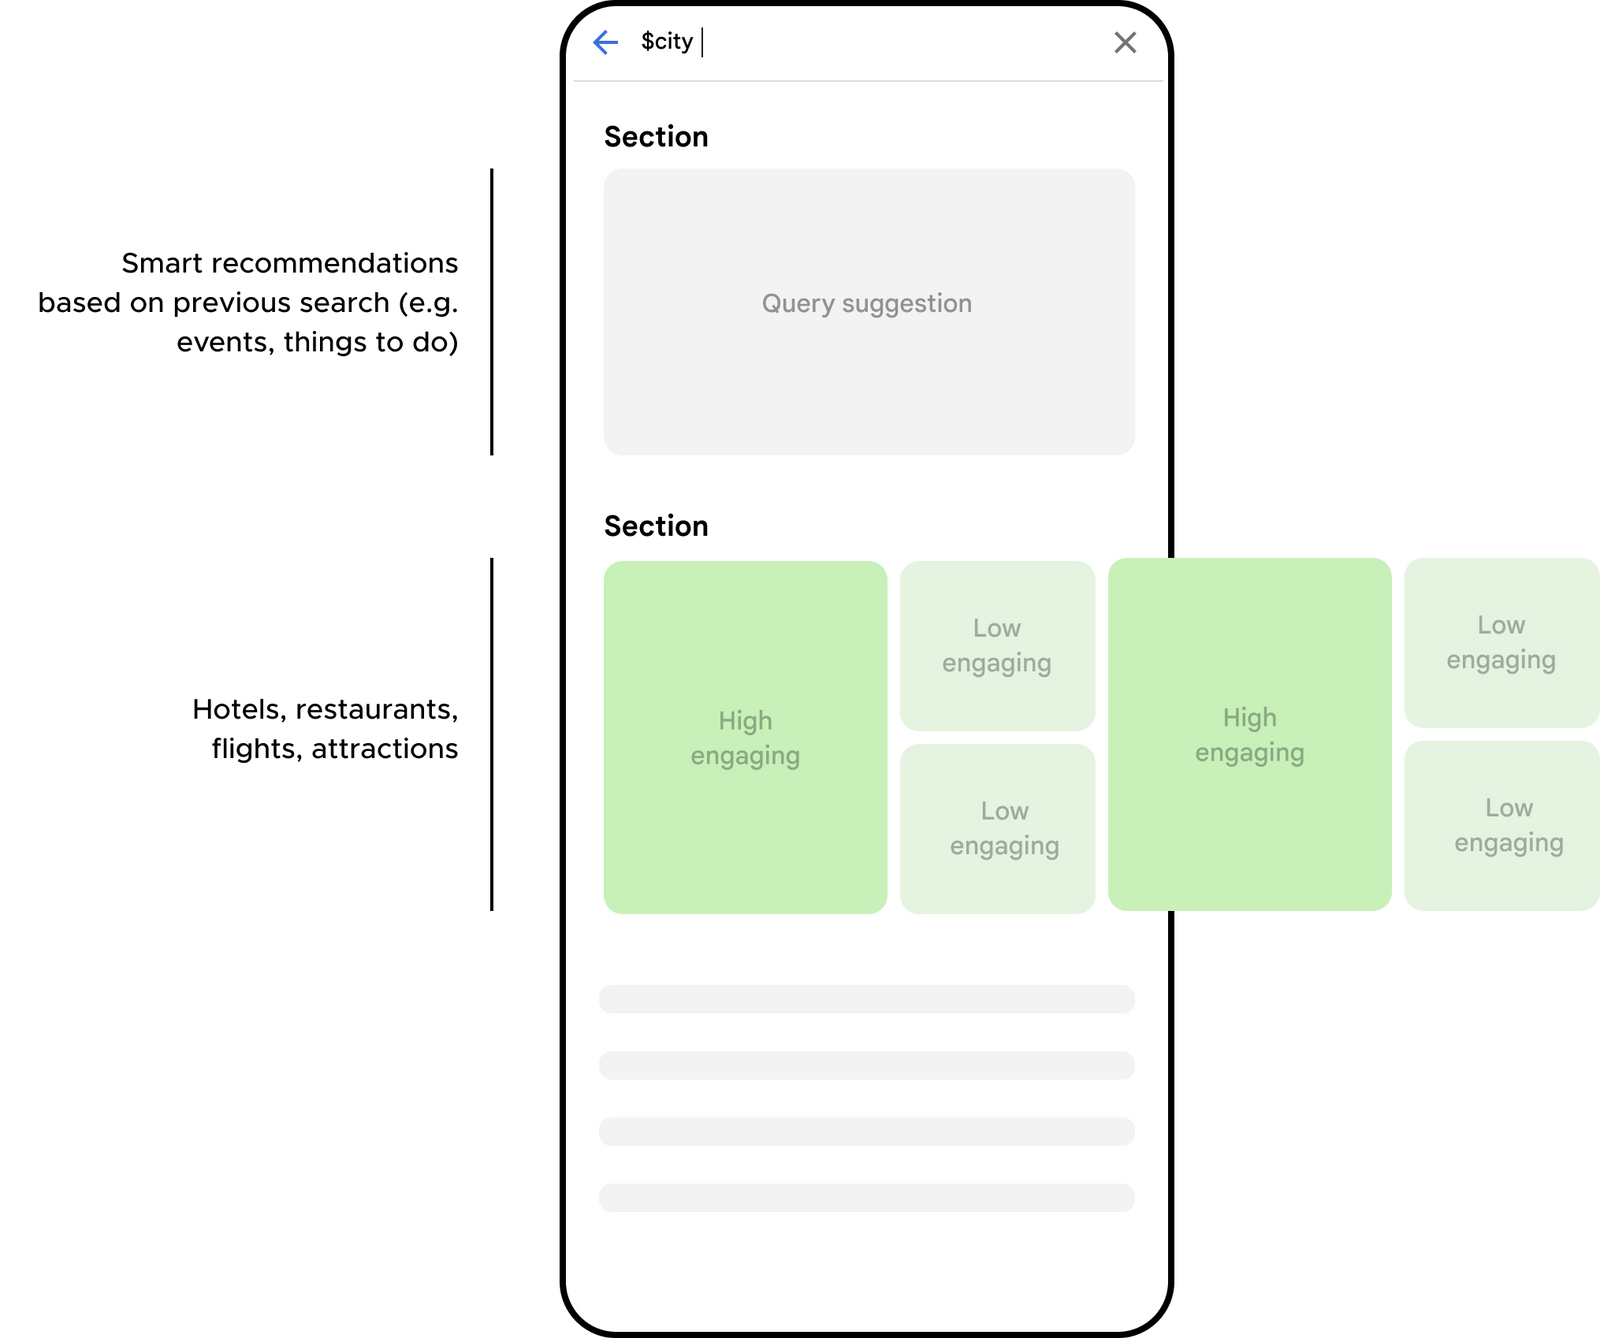 $city
Section
Smart recommendations
based on previous search (e.g.
events, things to do)
Query suggestion
Section
Hotels, restaurants,
flights, attractions
High
engaging
Low
engaging
Low
engaging
High
engaging
Low
engaging
Low
engaging